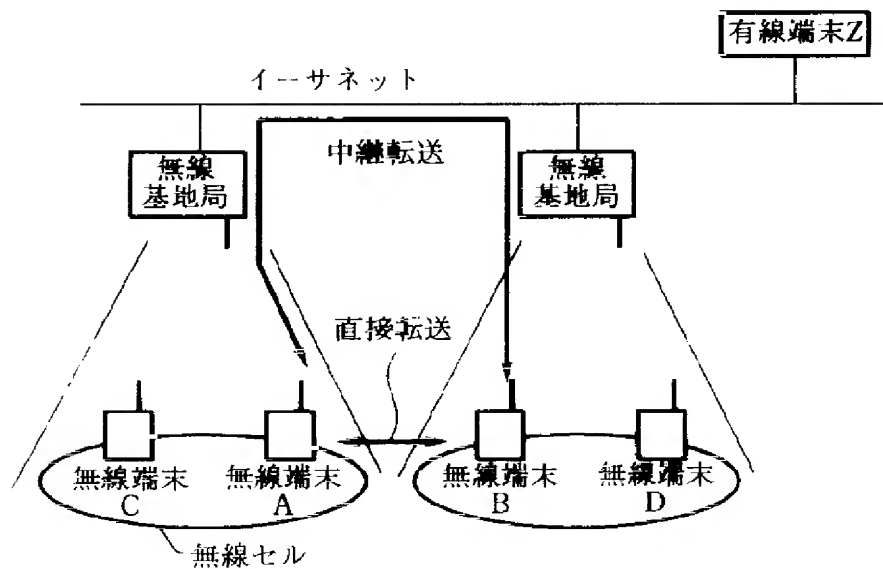 有線端末Z
イーサネット
中継転送
無線
基地局
無線
基地局
直接転送
無線端末
C
無線端末
A
無線端末
B
無線端末
D
無線セル